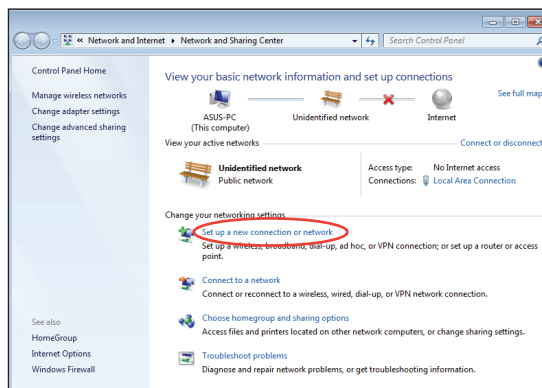 « Network and Internet ▸ Network and Sharing Center
Search Control Panel
Control Panel Home
Manage wireless networks
Change adapter settings
Change advanced sharing
settings
See also
HomeGroup
Internet Options
Windows Firewall
View your basic network information and set up connections
ASUS-PC
(This computer)
Unidentified network
Internet
See full map
View your active networks
Connect or disconnect
Unidentified network
Public network
Access type: No Internet access
Connections: Local Area Connection
Change your networking settings
Set up a new connection or network
Set up a wireless, broadband, dial-up, ad hoc, or VPN connection; or set up a router or access
point.
Connect to a network
Connect or reconnect to a wireless, wired, dial-up, or VPN network connection.
Choose homegroup and sharing options
Access files and printers located on other network computers, or change sharing settings.
Troubleshoot problems
Diagnose and repair network problems, or get troubleshooting information.